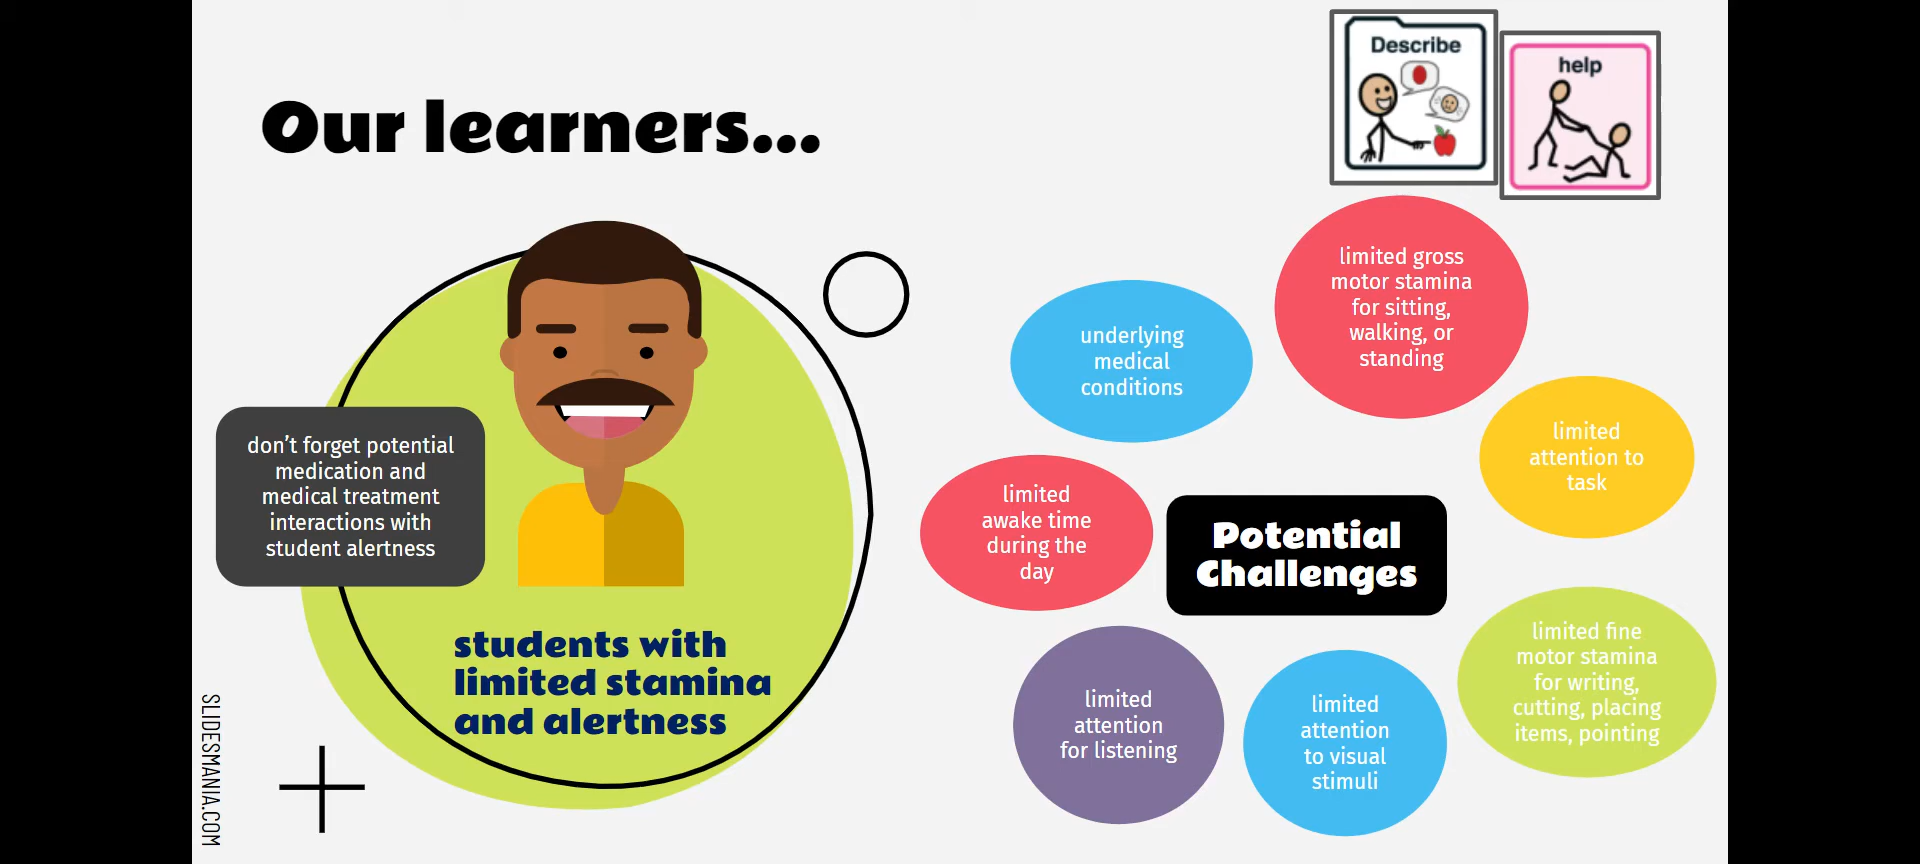 Describe
help
Our learners...
don't forget potential
medication and
medical treatment
interactions with
student alertness
students with
limited stamina
and alertness
Potential
Challenges
underlying
medical
conditions
limited gross
motor stamina
for sitting,
walking, or
standing
limited
attention to
task
limited fine
motor stamina
for writing,
cutting, placing
items, pointing
limited
attention
to visual
stimuli
limited
attention
for listening
limited
awake time
during the
day
SLIDESMANIA.COM